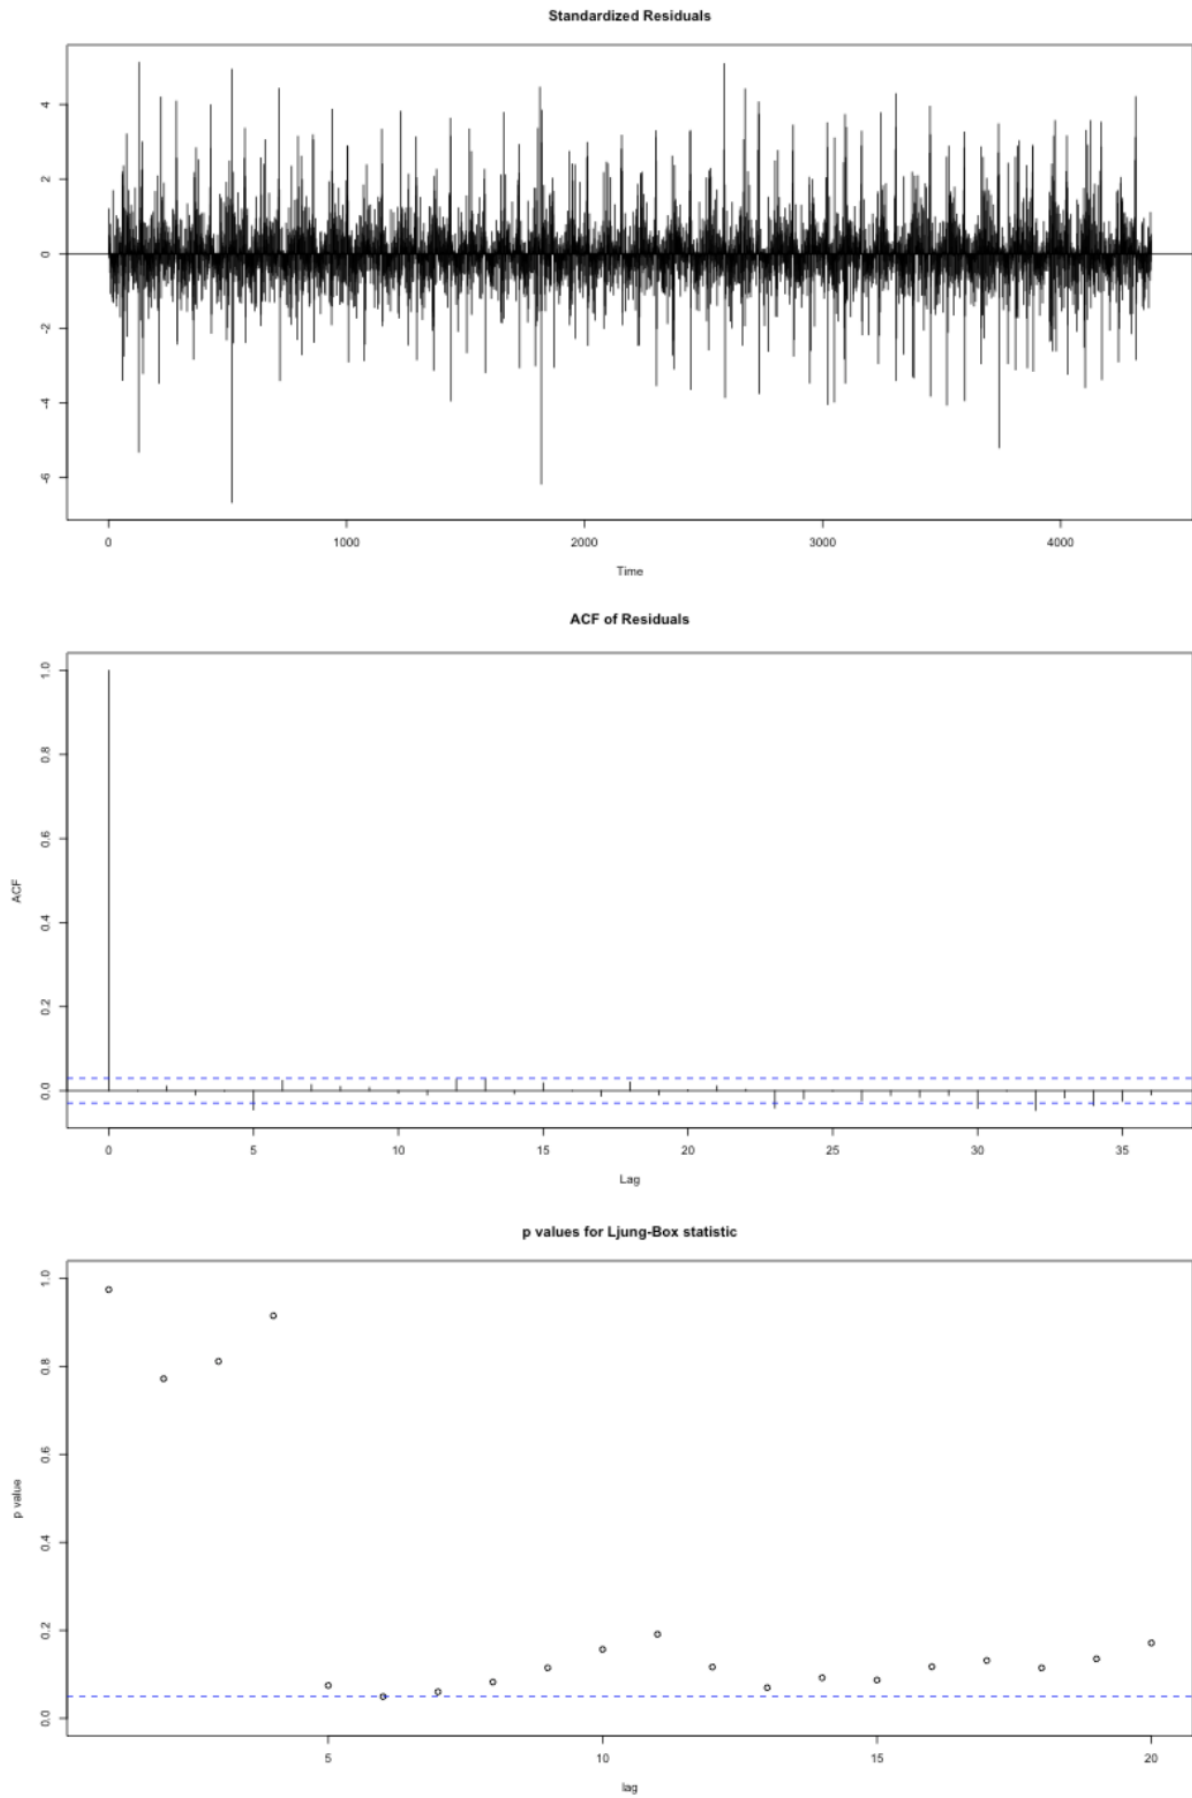 Standardized Residuals
4
2
0
-2
-4
-6
0 1000 2000 3000 4000
Time
ACF of Residuals
1.0
0.8
0.6
0.4
0.2
0.0
ACF
0 5 10 15 20 25 30 35
Lag
p values for Ljung-Box statistic
1.0
0.8
0.6
0.4
0.2
0.0
p value
5 10 15 20
lag